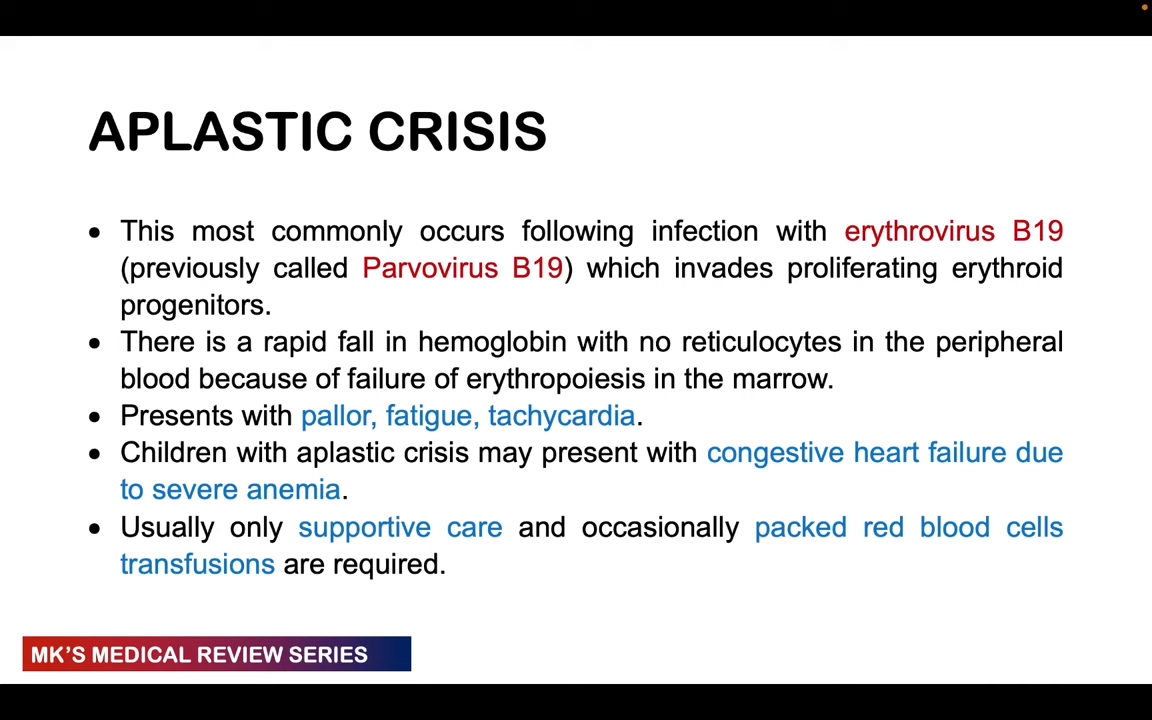 APLASTIC CRISIS
• This most commonly occurs following infection with erythrovirus B19
(previously called Parvovirus B19) which invades proliferating erythroid
progenitors.
• There is a rapid fall in hemoglobin with no reticulocytes in the peripheral
blood because of failure of erythropoiesis in the marrow.
• Presents with pallor, fatigue, tachycardia.
• Children with aplastic crisis may present with congestive heart failure due
to severe anemia.
• Usually only supportive care and occasionally packed red blood cells
transfusions are required.
MK'S MEDICAL REVIEW SERIES